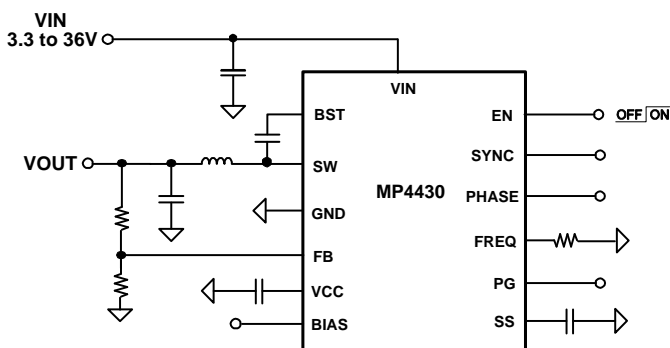 VIN
3.3 to 36V
VIN
BST
EN
OFF ON
SYNC
VOUT
SW
MP4430
PHASE
GND
FREQ
FB
PG
VCC
SS
BIAS